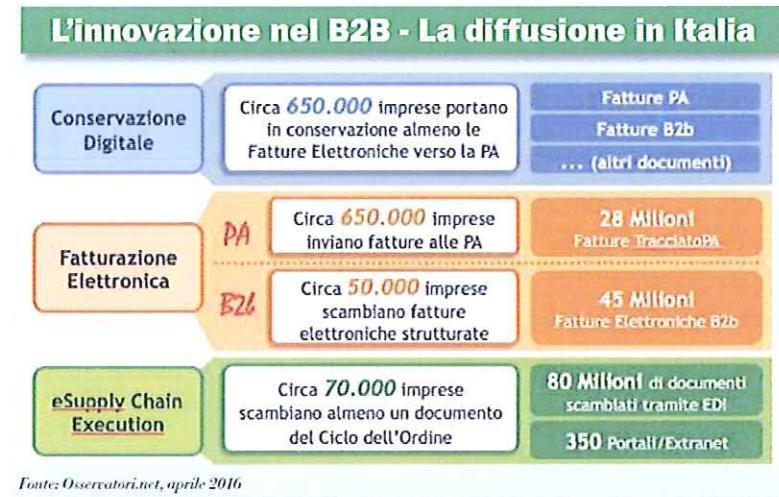 L'innovazione nel B2B - La diffusione in Italia
Conservazione
Digitale
Circa 650.000 imprese portano
in conservazione almeno le
Fatture Elettroniche verso la PA
Fatture PA
Fatture B2b
... (altri documenti)
Fatturazione
Elettronica
PA
Circa 650.000 imprese
inviano fatture alle PA
28 Milioni
Fatture TracciatoPA
B2b
Circa 50.000 imprese
scambiano fatture
elettroniche strutturate
45 Milioni
Fatture Elettroniche B2b
eSupply Chain
Execution
Circa 70.000 imprese
scambiano almeno un documento
del Ciclo dell'Ordine
80 Milioni di documenti
scambiati tramite EDI
350 Portali/Extranet
Fonte: Osservatori.net, aprile 2016